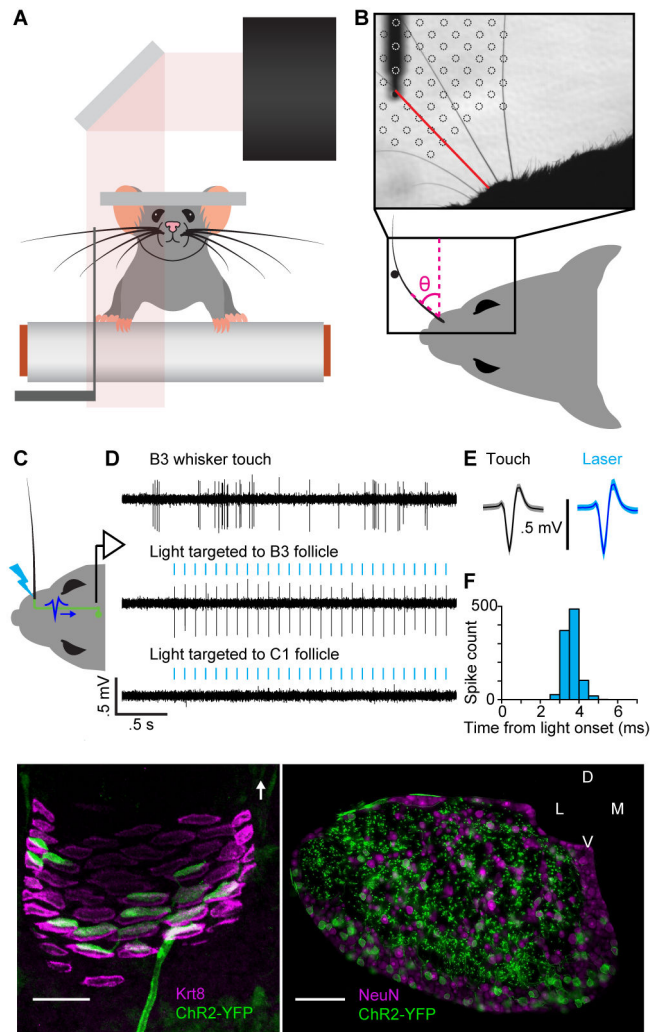 A
B
θ
C
D
B3 whisker touch
Light targeted to B3 follicle
Light targeted to C1 follicle
.5 mV
.5 s
E
Touch
Laser
.5 mV
F
500
0
Spike count
0
2
4
6
Time from light onset (ms)
Krt8
ChR2-YFP
D
L
M
V
NeuN
ChR2-YFP